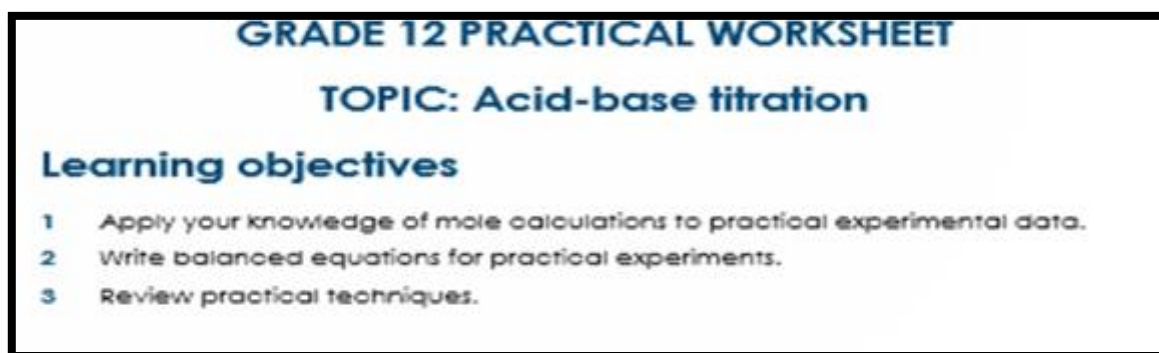 GRADE 12 PRACTICAL WORKSHEET
TOPIC: Acid-base titration
Learning objectives
1 Apply your knowledge of mole calculations to practical experimental data.
2 Write balanced equations for practical experiments.
3 Review practical techniques.